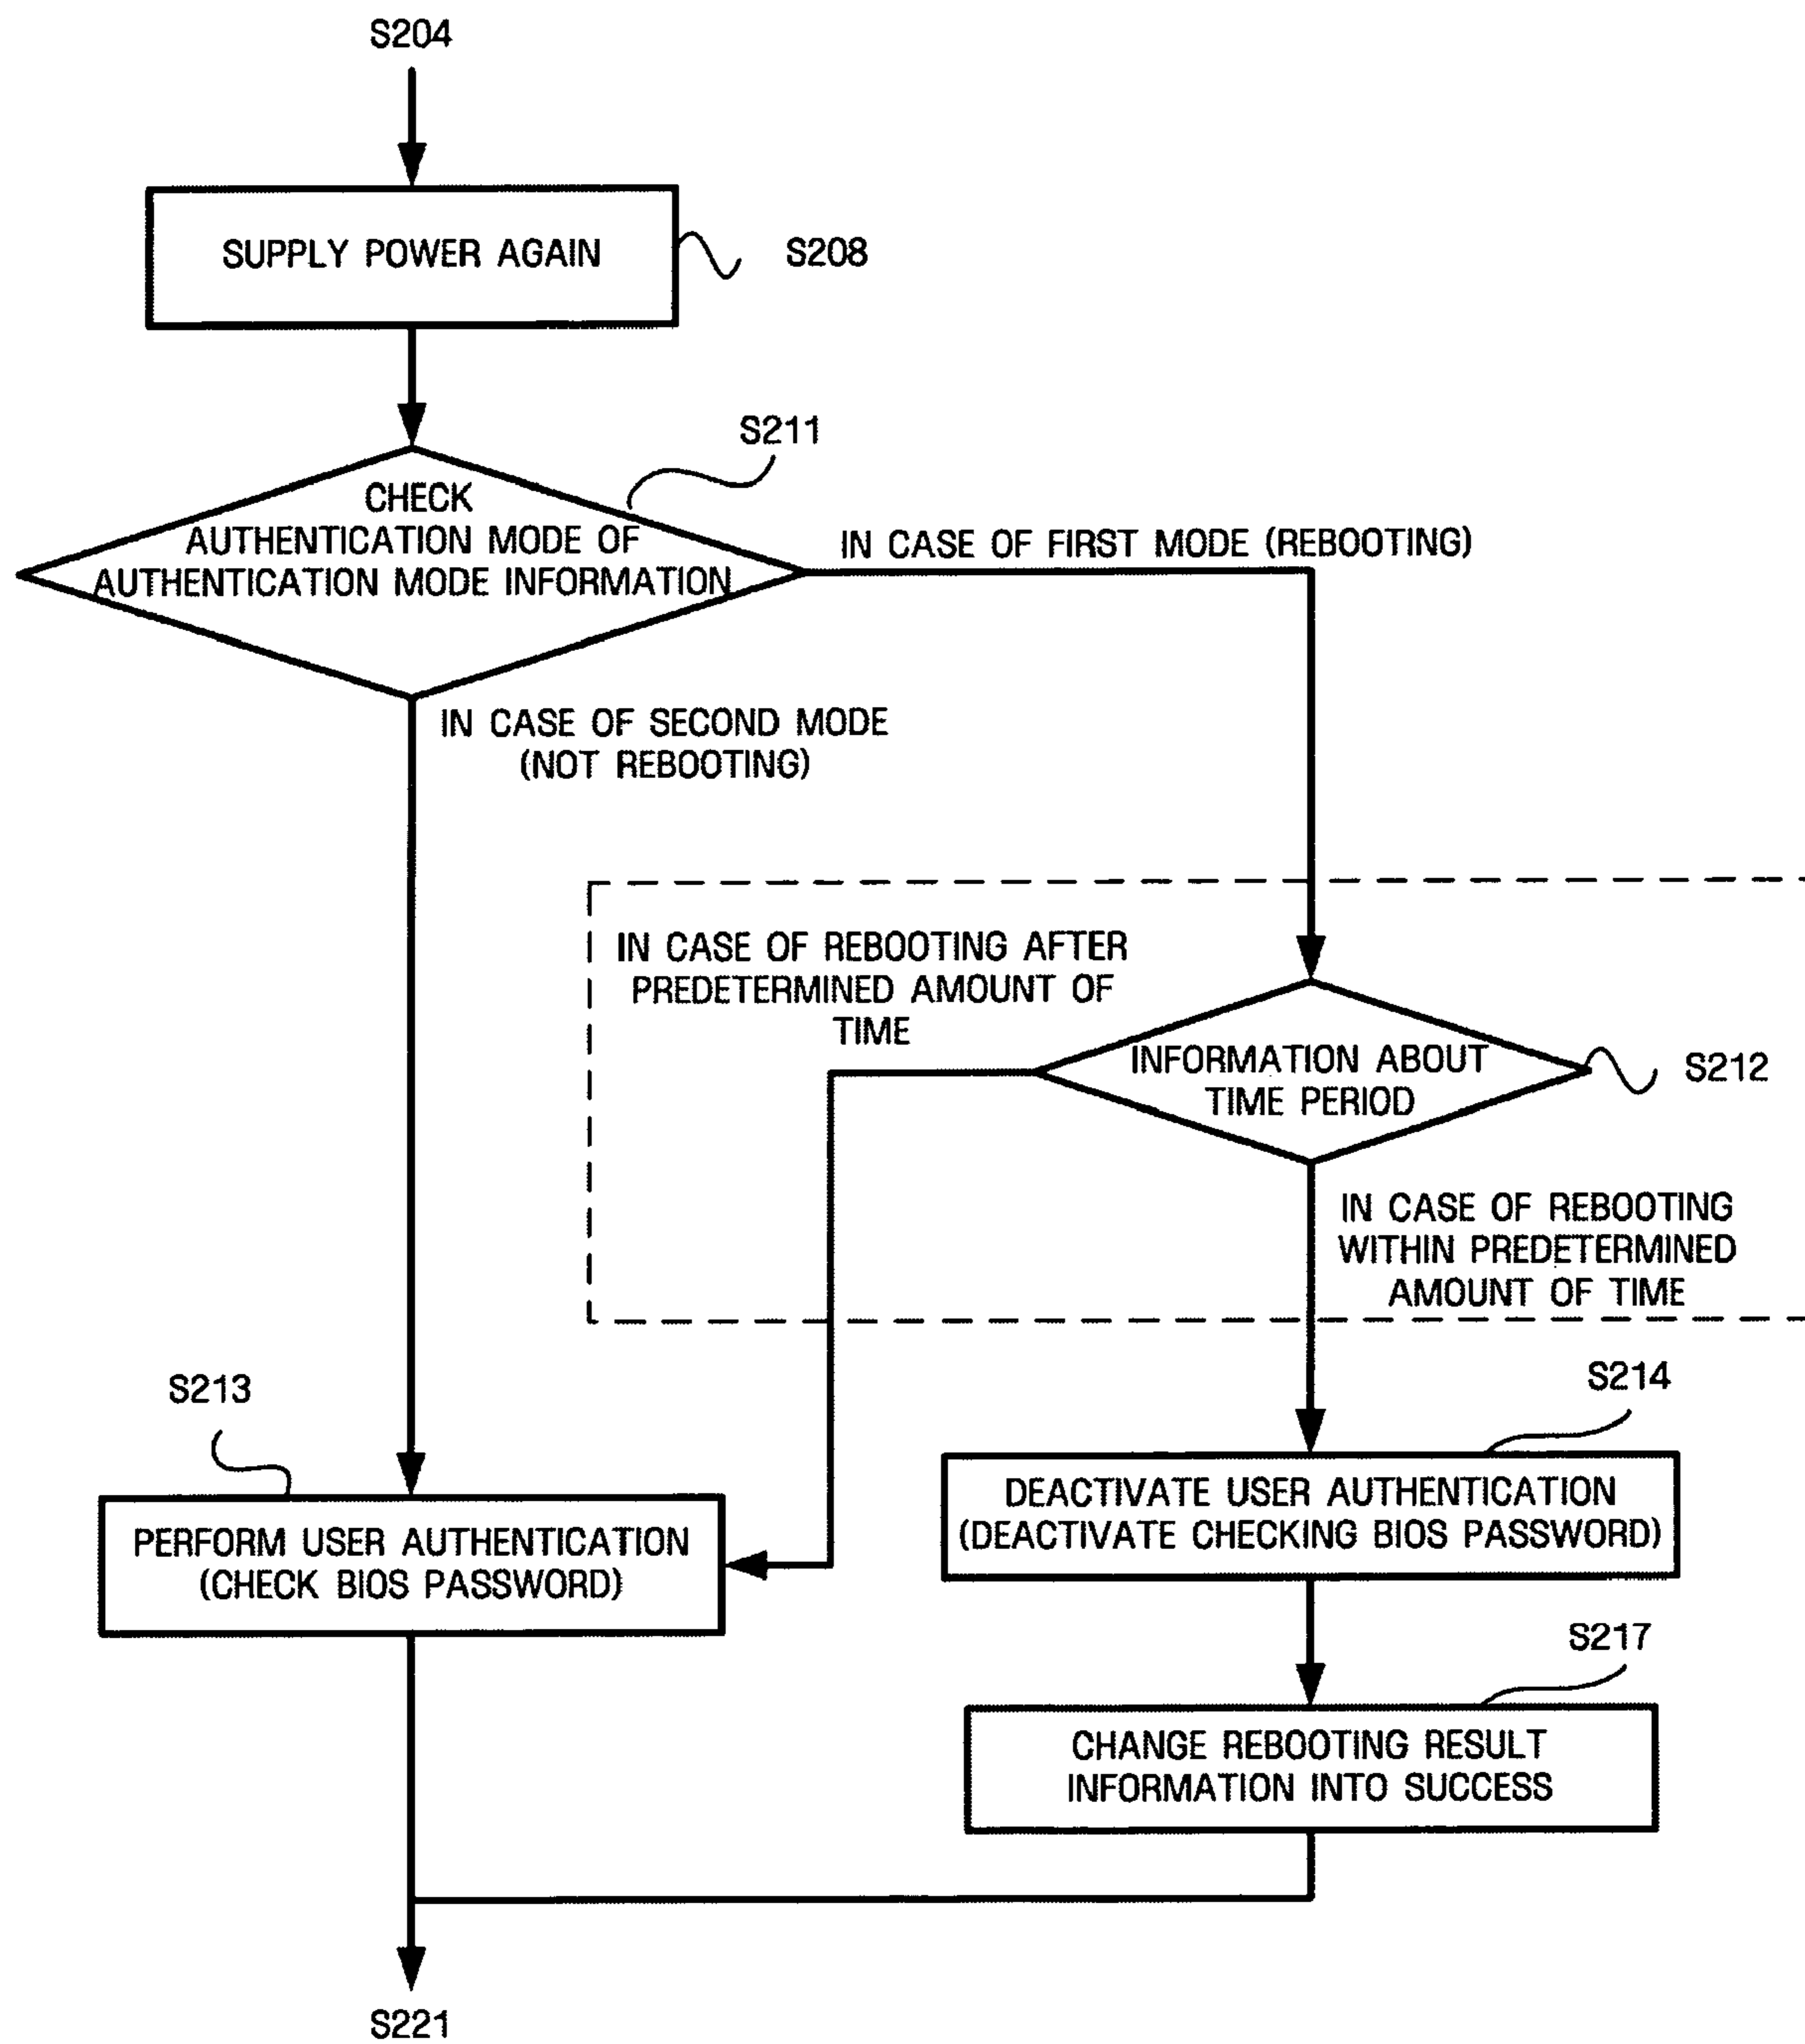 S204
SUPPLY POWER AGAIN
S208
S211
CHECK
AUTHENTICATION MODE OF
AUTHENTICATION MODE INFORMATION
IN CASE OF FIRST MODE (REBOOTING)
IN CASE OF SECOND MODE
(NOT REBOOTING)
IN CASE OF REBOOTING AFTER
PREDETERMINED AMOUNT OF
TIME
INFORMATION ABOUT
TIME PERIOD
S212
IN CASE OF REBOOTING
WITHIN PREDETERMINED
AMOUNT OF TIME
S213
S214
PERFORM USER AUTHENTICATION
(CHECK BIOS PASSWORD)
DEACTIVATE USER AUTHENTICATION
(DEACTIVATE CHECKING BIOS PASSWORD)
S217
CHANGE REBOOTING RESULT
INFORMATION INTO SUCCESS
S221